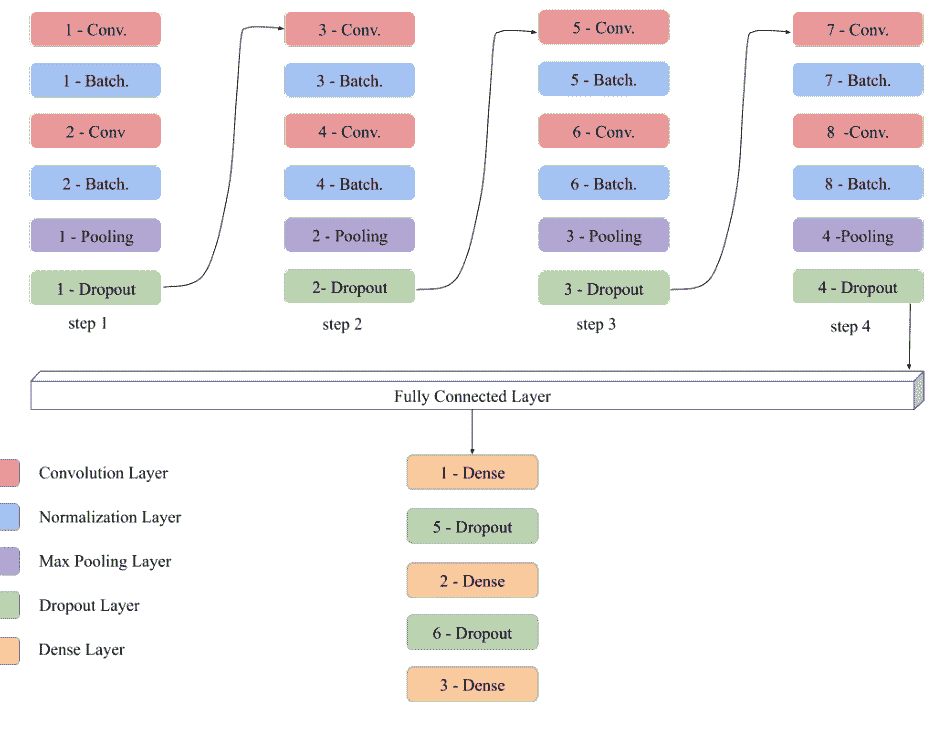 1 - Conv.
1 - Batch.
2 - Conv
2 - Batch.
1 - Pooling
1 - Dropout
step 1
3 - Conv.
3 - Batch.
4 - Conv.
4 - Batch.
2 - Pooling
2- Dropout
step 2
5 - Conv.
5 - Batch.
6 - Conv.
6 - Batch.
3 - Pooling
3 - Dropout
step 3
7 - Conv.
7 - Batch.
8 -Conv.
8 - Batch.
4 -Pooling
4 - Dropout
step 4
Fully Connected Layer
1 - Dense
5 - Dropout
2 - Dense
6 - Dropout
3 - Dense
Convolution Layer
Normalization Layer
Max Pooling Layer
Dropout Layer
Dense Layer